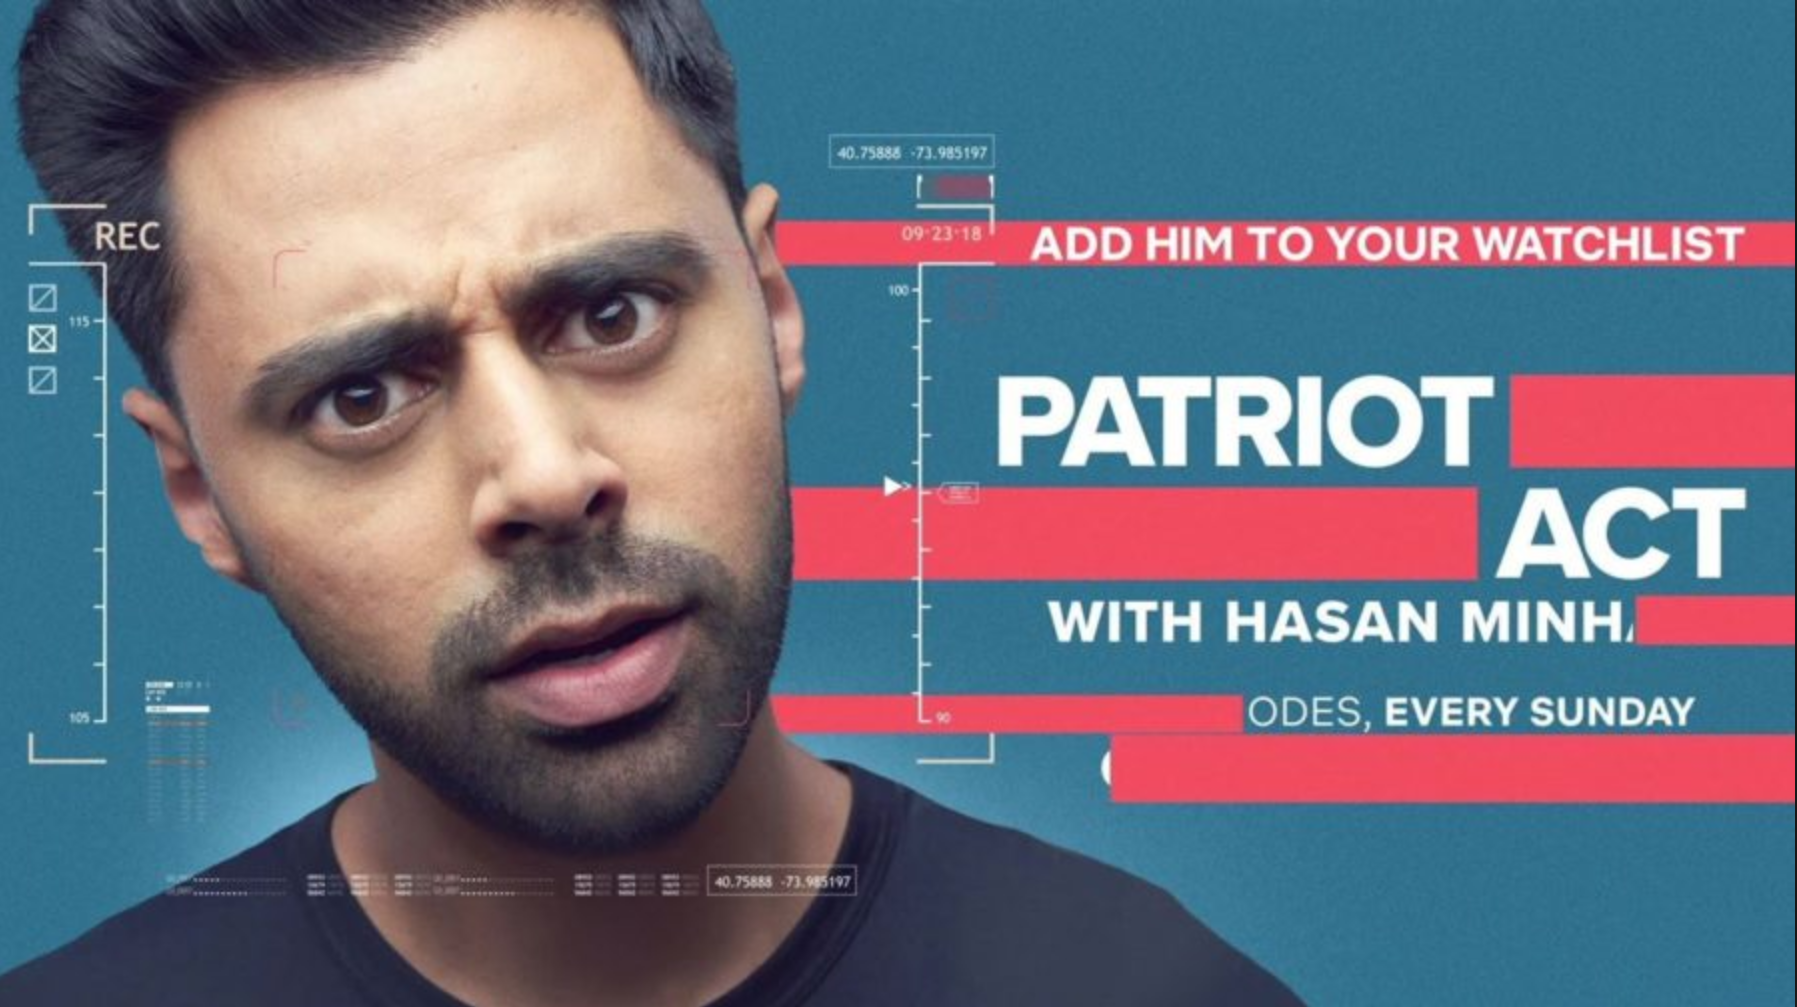 40.75888 -73.985197
REC
09·23·18
ADD HIM TO YOUR WATCHLIST
100
115
PATRIOT
ACT
WITH HASAN MINH
ODES, EVERY SUNDAY
105
90
40.75888 -73.985197